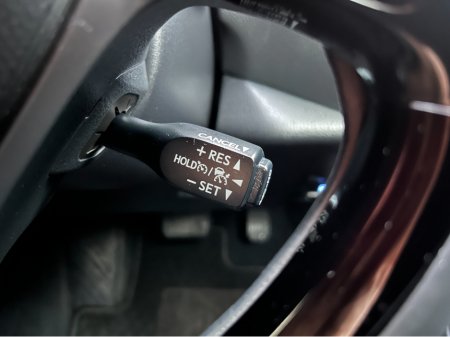 CANCEL
+ RES
HOLD /
− SET